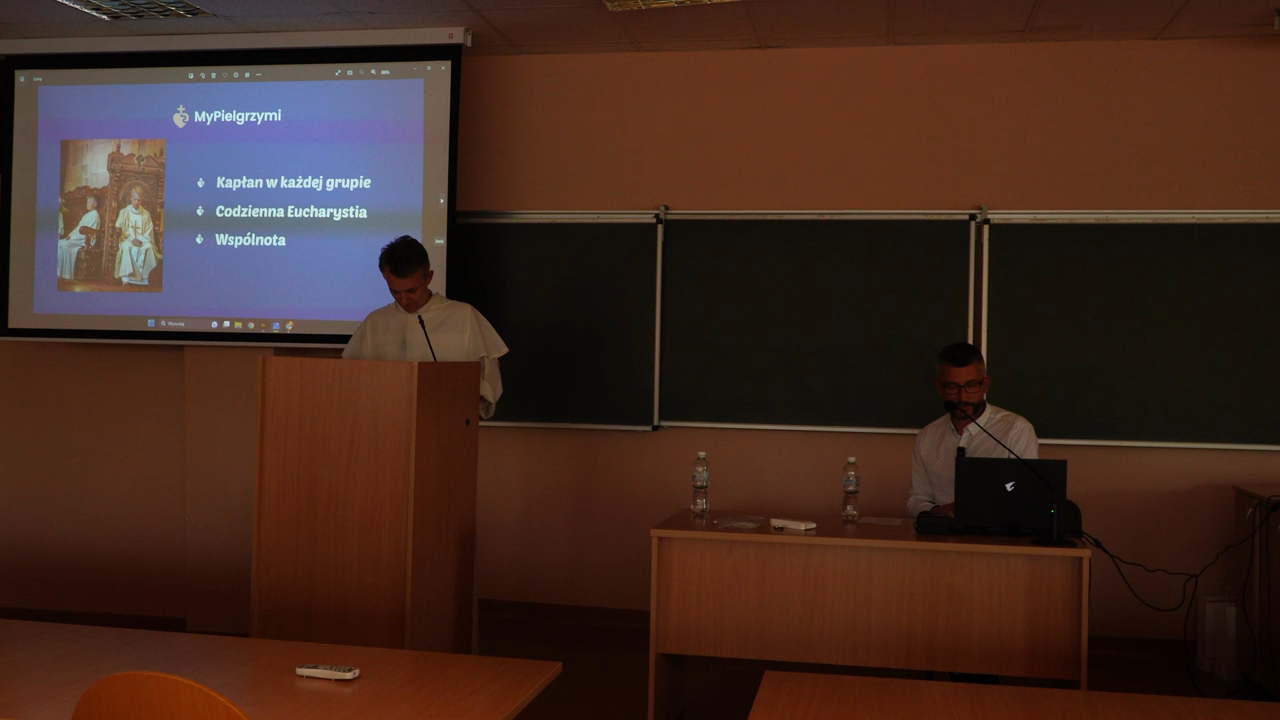 MyPielgrzymi
Kapłan w każdej grupie
Codzienna Eucharystia
Wspólnota